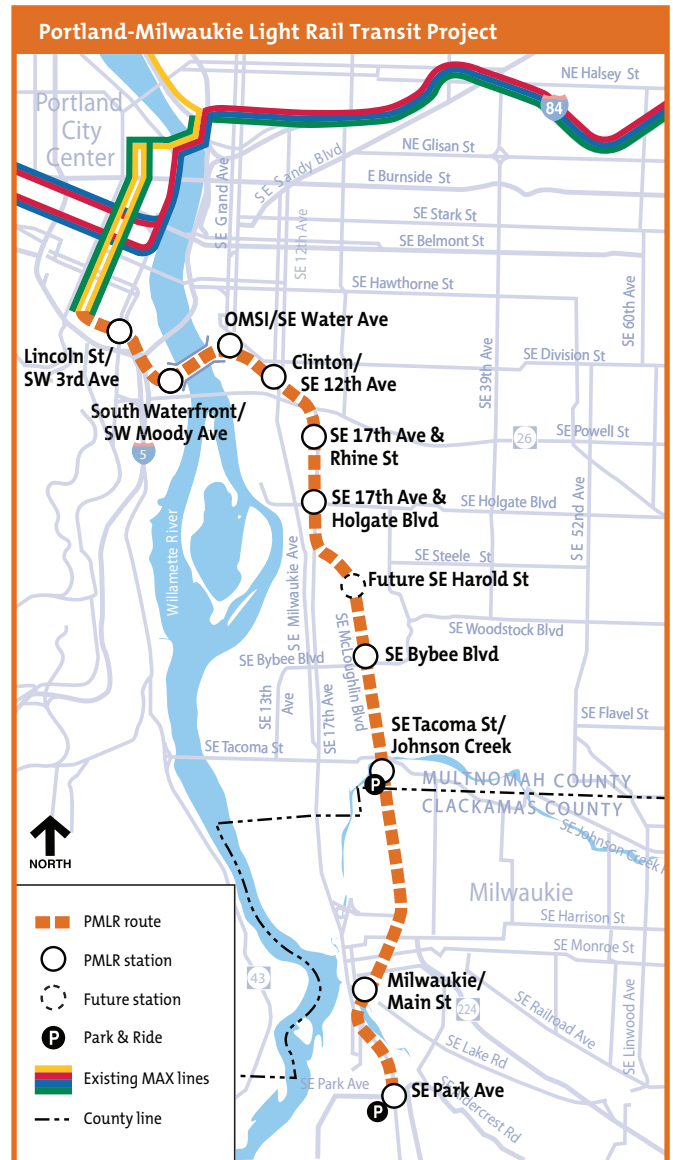 Portland-Milwaukie Light Rail Transit Project
NE Halsey St
Portland
City
Center
84
NE Glisan St
SE Sandy Blvd
E Burnside St
SE Grand Ave
SE 12th Ave
SE Stark St
SE Belmont St
SE Hawthorne St
SE 60th Ave
OMSI/SE Water Ave
Lincoln St/
SW 3rd Ave
Clinton/
SE 12th Ave
SE 39th Ave
SE Division St
South Waterfront/
SW Moody Ave
5
SE 17th Ave &
Rhine St
26
SE Powell St
SE 17th Ave &
Holgate Blvd
SE Holgate Blvd
SE 52nd Ave
Willamette River
SE Milwaukie Ave
SE Steele St
Future SE Harold St
SE McLoughlin Blvd
SE Woodstock Blvd
SE Bybee Blvd
SE Bybee Blvd
SE 13th
Ave
SE 17th Ave
SE Flavel St
SE Tacoma St/
Johnson Creek
SE Tacoma St
P
MULTNOMAH COUNTY
CLACKAMAS COUNTY
SE Johnson Creek
NORTH
Milwaukie
SE Harrison St
SE Monroe St
43
Milwaukie/
Main St
224
SE Railroad Ave
SE Linwood Ave
SE Lake Rd
SE Park Ave
SE Park Ave
P
Rd
PMLR route
PMLR station
Future station
P
Park & Ride
Existing MAX lines
County line